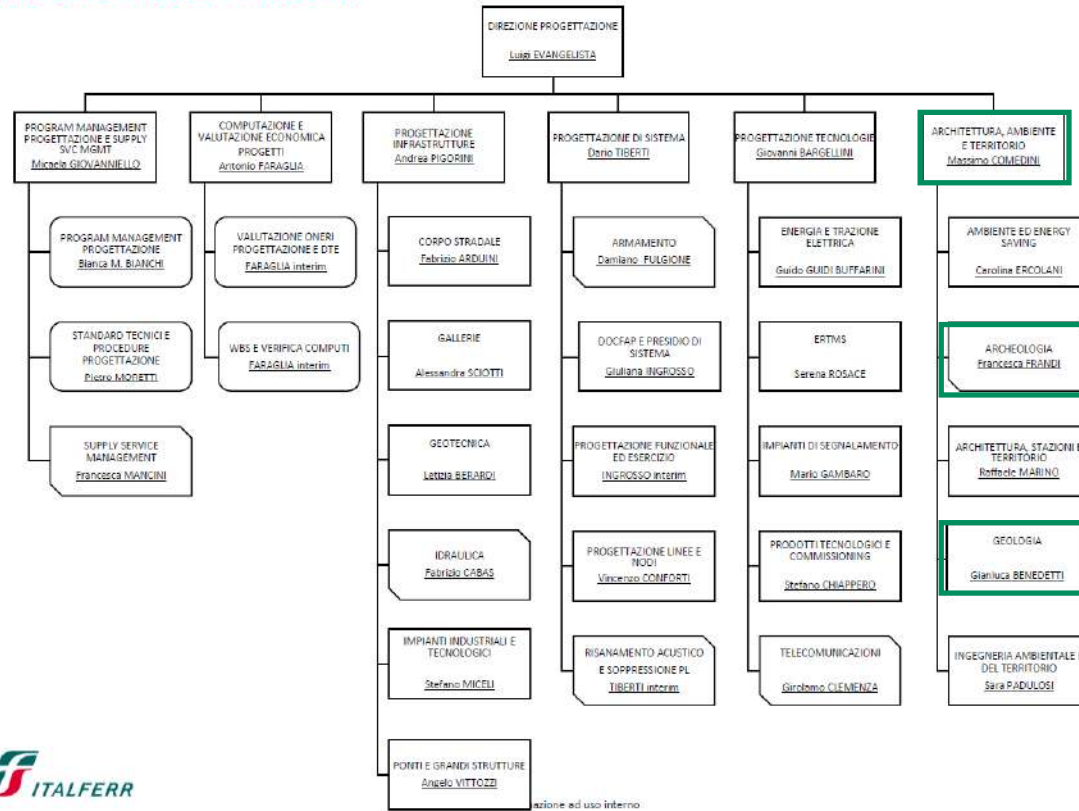 DIREZIONE PROGETTAZIONE
Luigi EVANGELISTA
PROGRAM MANAGEMENT
PROGETTAZIONE E SUPPLY
SVC MGMT
Micaela GIOVANNIELLO
COMPUTAZIONE E
VALUTAZIONE ECONOMICA
PROGETTI
Antonio FARAGLIA
PROGETTAZIONE
INFRASTRUTTURE
Andrea PIGORINI
PROGETTAZIONE DI SISTEMA
Dario TIBERTI
PROGETTAZIONE TECNOLOGIE
Giovanni BARGELLINI
ARCHITETTURA, AMBIENTE
E TERRITORIO
Massimo COMEDINI
PROGRAM MANAGEMENT
PROGETTAZIONE
Bianca M. BIANCHI
VALUTAZIONE ONERI
PROGETTAZIONE E DTE
FARAGLIA interim
CORPO STRADALE
Fabrizio ARDUINI
ARMAMENTO
Damiano FULGIONE
ENERGIA E TRAZIONE
ELETTRICA
Guido GUIDI BUFFARINI
AMBIENTE ED ENERGY
SAVING
Carolina ERCOLANI
STANDARD TECNICI E
PROCEDURE
PROGETTAZIONE
Pietro MORETTI
WBS E VERIFICA COMPUTI
FARAGLIA interim
GALLERIE
Alessandra SCIOTTI
DOCFAP E PRESIDIO DI
SISTEMA
Giuliana INGROSSO
ERTMS
Serena ROSACE
ARCHEOLOGIA
Francesca FRANDI
SUPPLY SERVICE
MANAGEMENT
Francesca MANCINI
GEOTECNICA
Letizia BERARDI
PROGETTAZIONE FUNZIONALE
ED ESERCIZIO
INGROSSO interim
IMPIANTI DI SEGNALAMENTO
Mario GAMBARO
ARCHITETTURA, STAZIONI E
TERRITORIO
Raffaele MARINO
IDRAULICA
Fabrizio CABAS
PROGETTAZIONE LINEE E
NODI
Vincenzo CONFORTI
PRODOTTI TECNOLOGICI E
COMMISSIONING
Stefano CHIAPPERO
GEOLOGIA
Gianluca BENEDETTI
IMPIANTI INDUSTRIALI E
TECNOLOGICI
Stefano MICELI
RISANAMENTO ACUSTICO
E SOPPRESSIONE PL
TIBERTI interim
TELECOMUNICAZIONI
Girolamo CLEMENZA
INGEGNERIA AMBIENTALE
DEL TERRITORIO
Sara PADULOSI
PONTI E GRANDI STRUTTURE
Angelo VITTOZZI
ITALFERR
azione ad uso interno